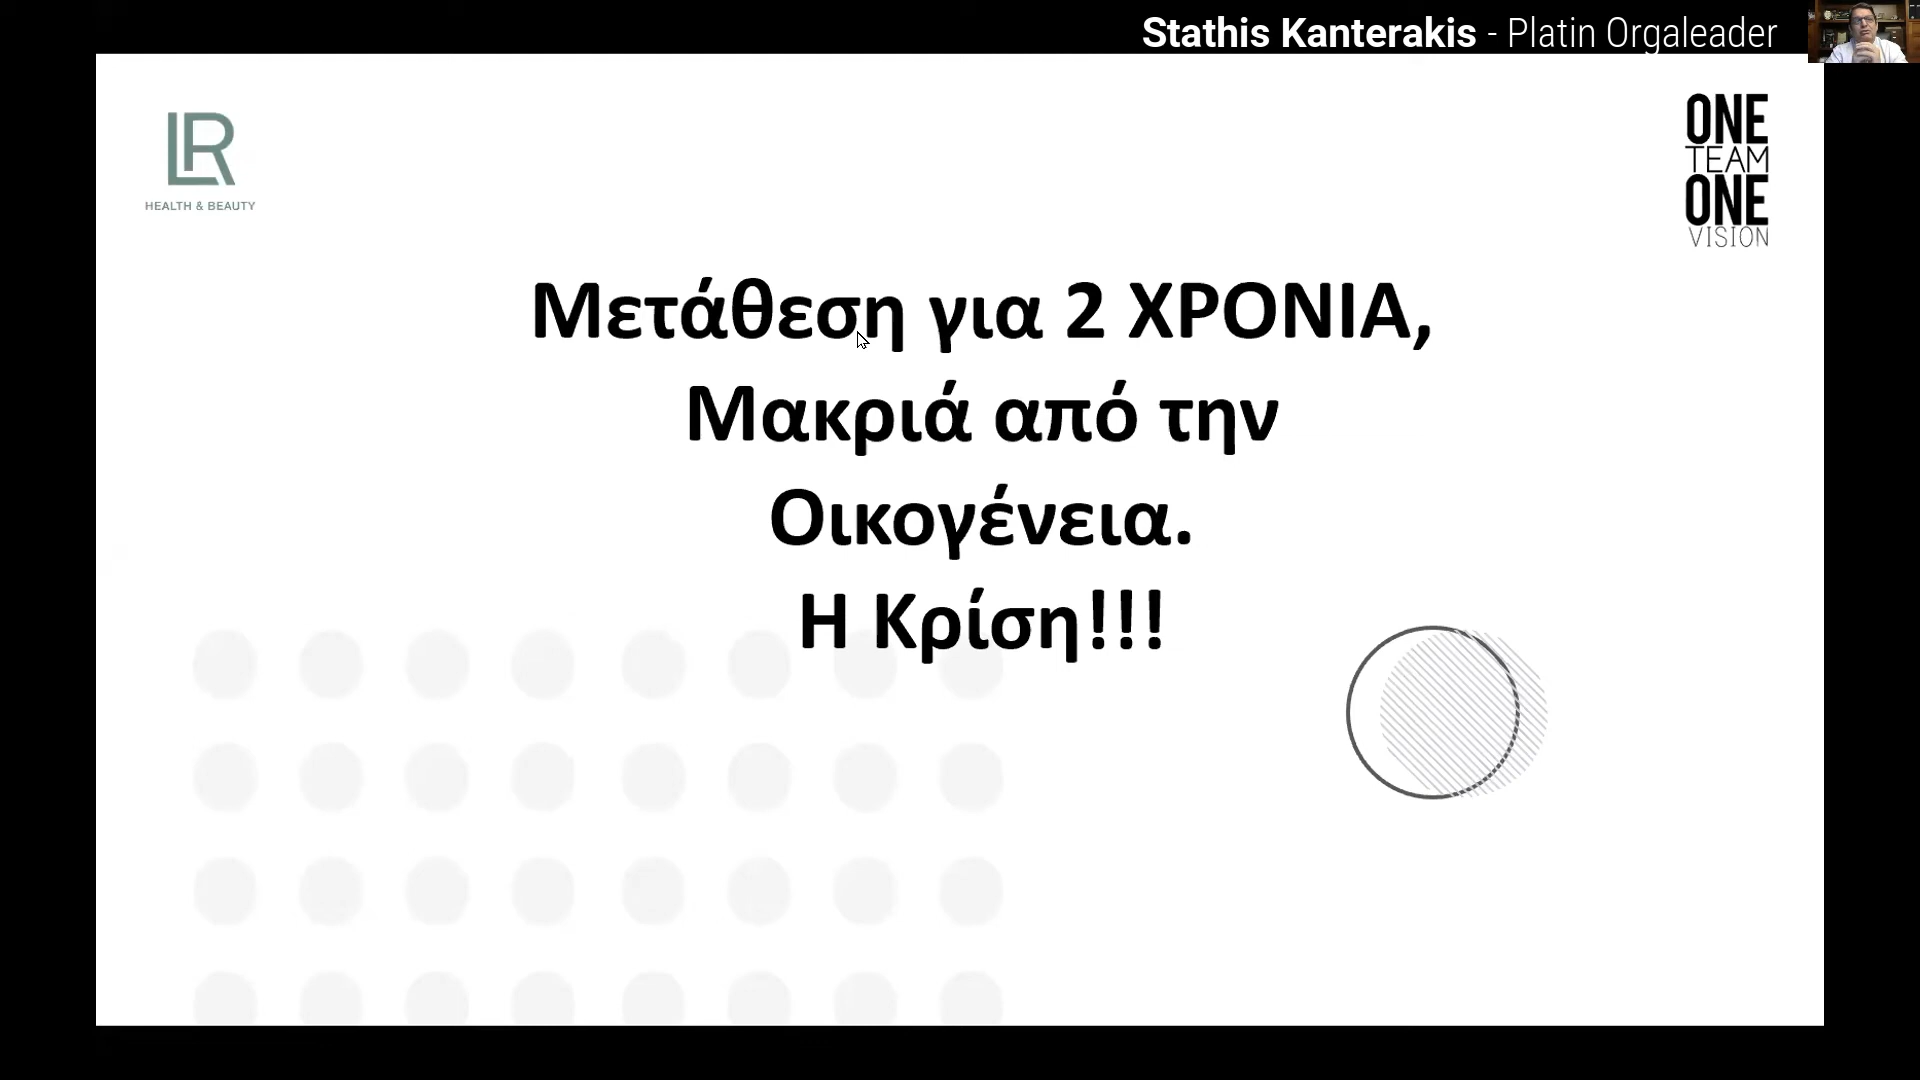 Stathis Kanterakis - Platin Orgaleader
LR
HEALTH & BEAUTY
ONE
TEAM
ONE
VISION
Μετάθεση για 2 ΧΡΟΝΙΑ,
Μακριά από την
Οικογένεια.
Η Κρίση!!!